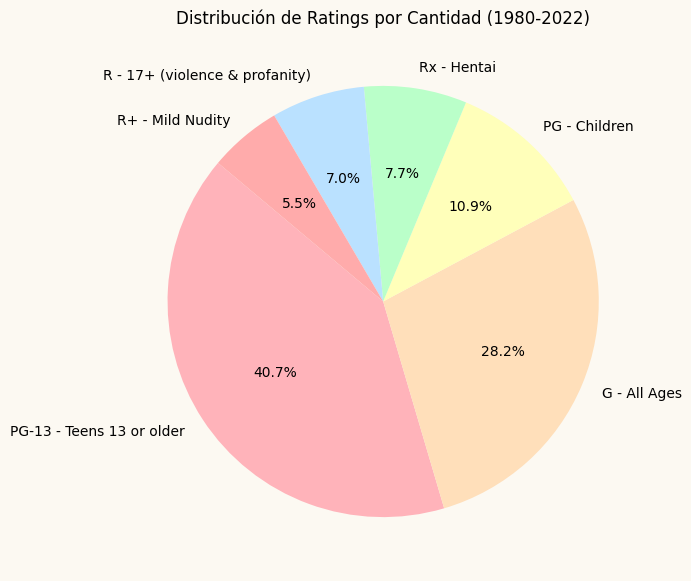 Distribución de Ratings por Cantidad (1980-2022)
Rx - Hentai
R - 17+ (violence & profanity)
R+ - Mild Nudity
PG - Children
7.7%
7.0%
5.5%
10.9%
28.2%
40.7%
G - All Ages
PG-13 - Teens 13 or older